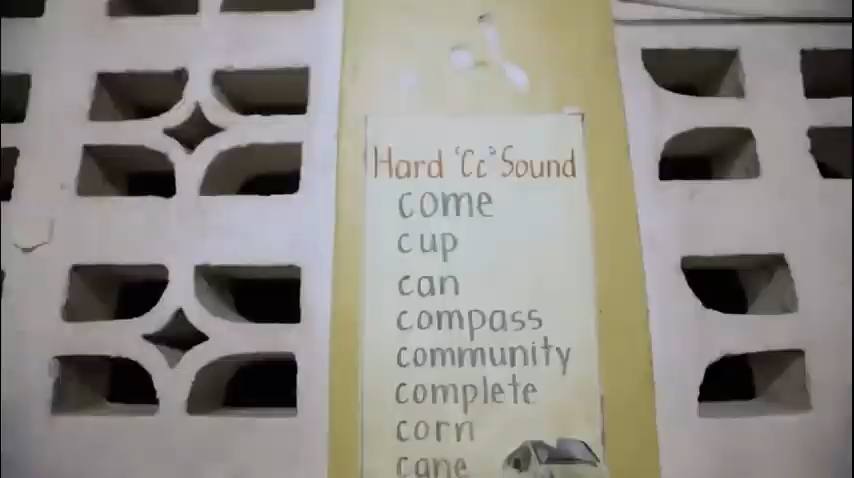 Hard 'Cc' Sound
come
cup
can
compass
community
complete
corn
cane